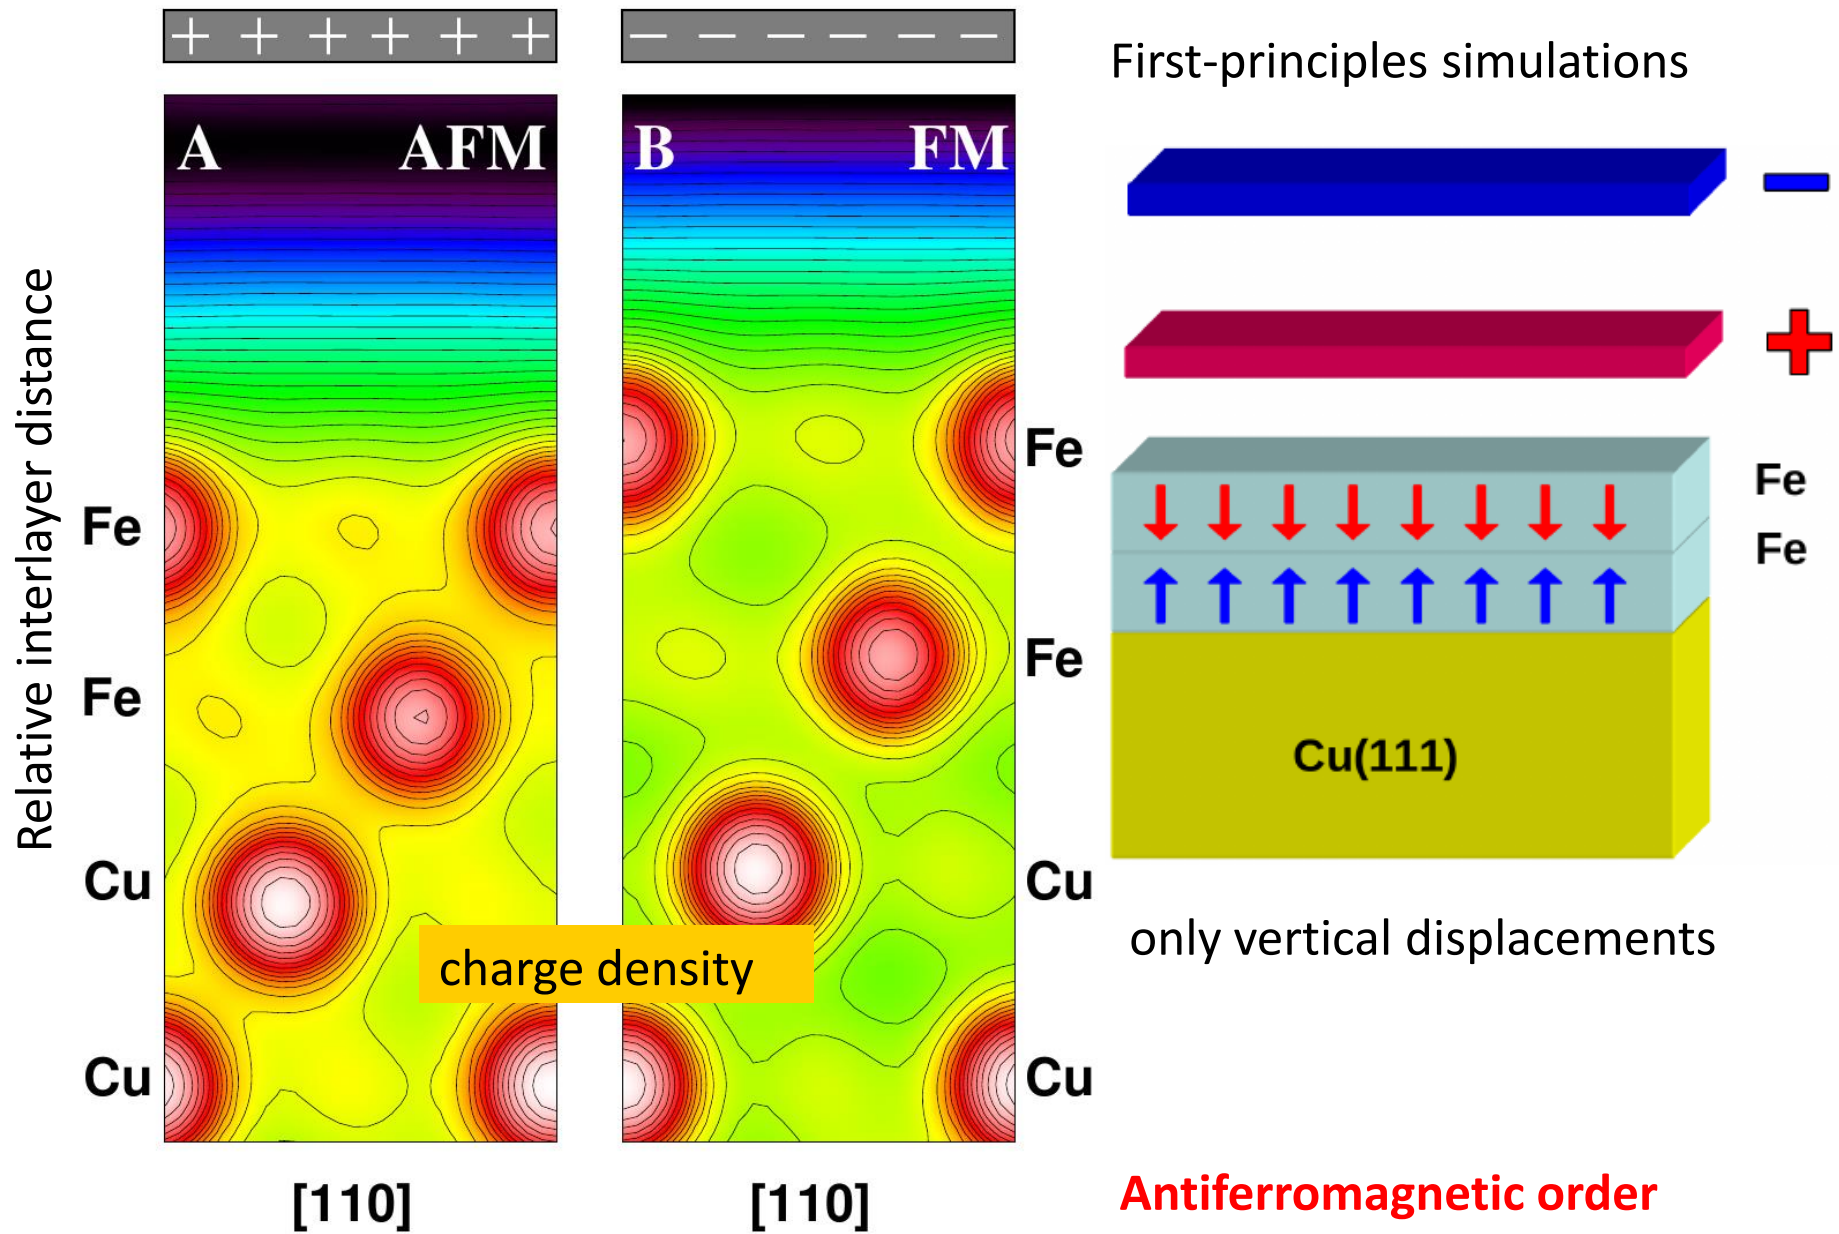 + + + + + +
− − − − − −
First-principles simulations
A AFM
B FM
−
+
Relative interlayer distance
Fe
Fe
Cu
Cu
Fe
Fe
Cu
Cu
Fe
Fe
Cu(111)
charge density
only vertical displacements
[110]
[110]
Antiferromagnetic order